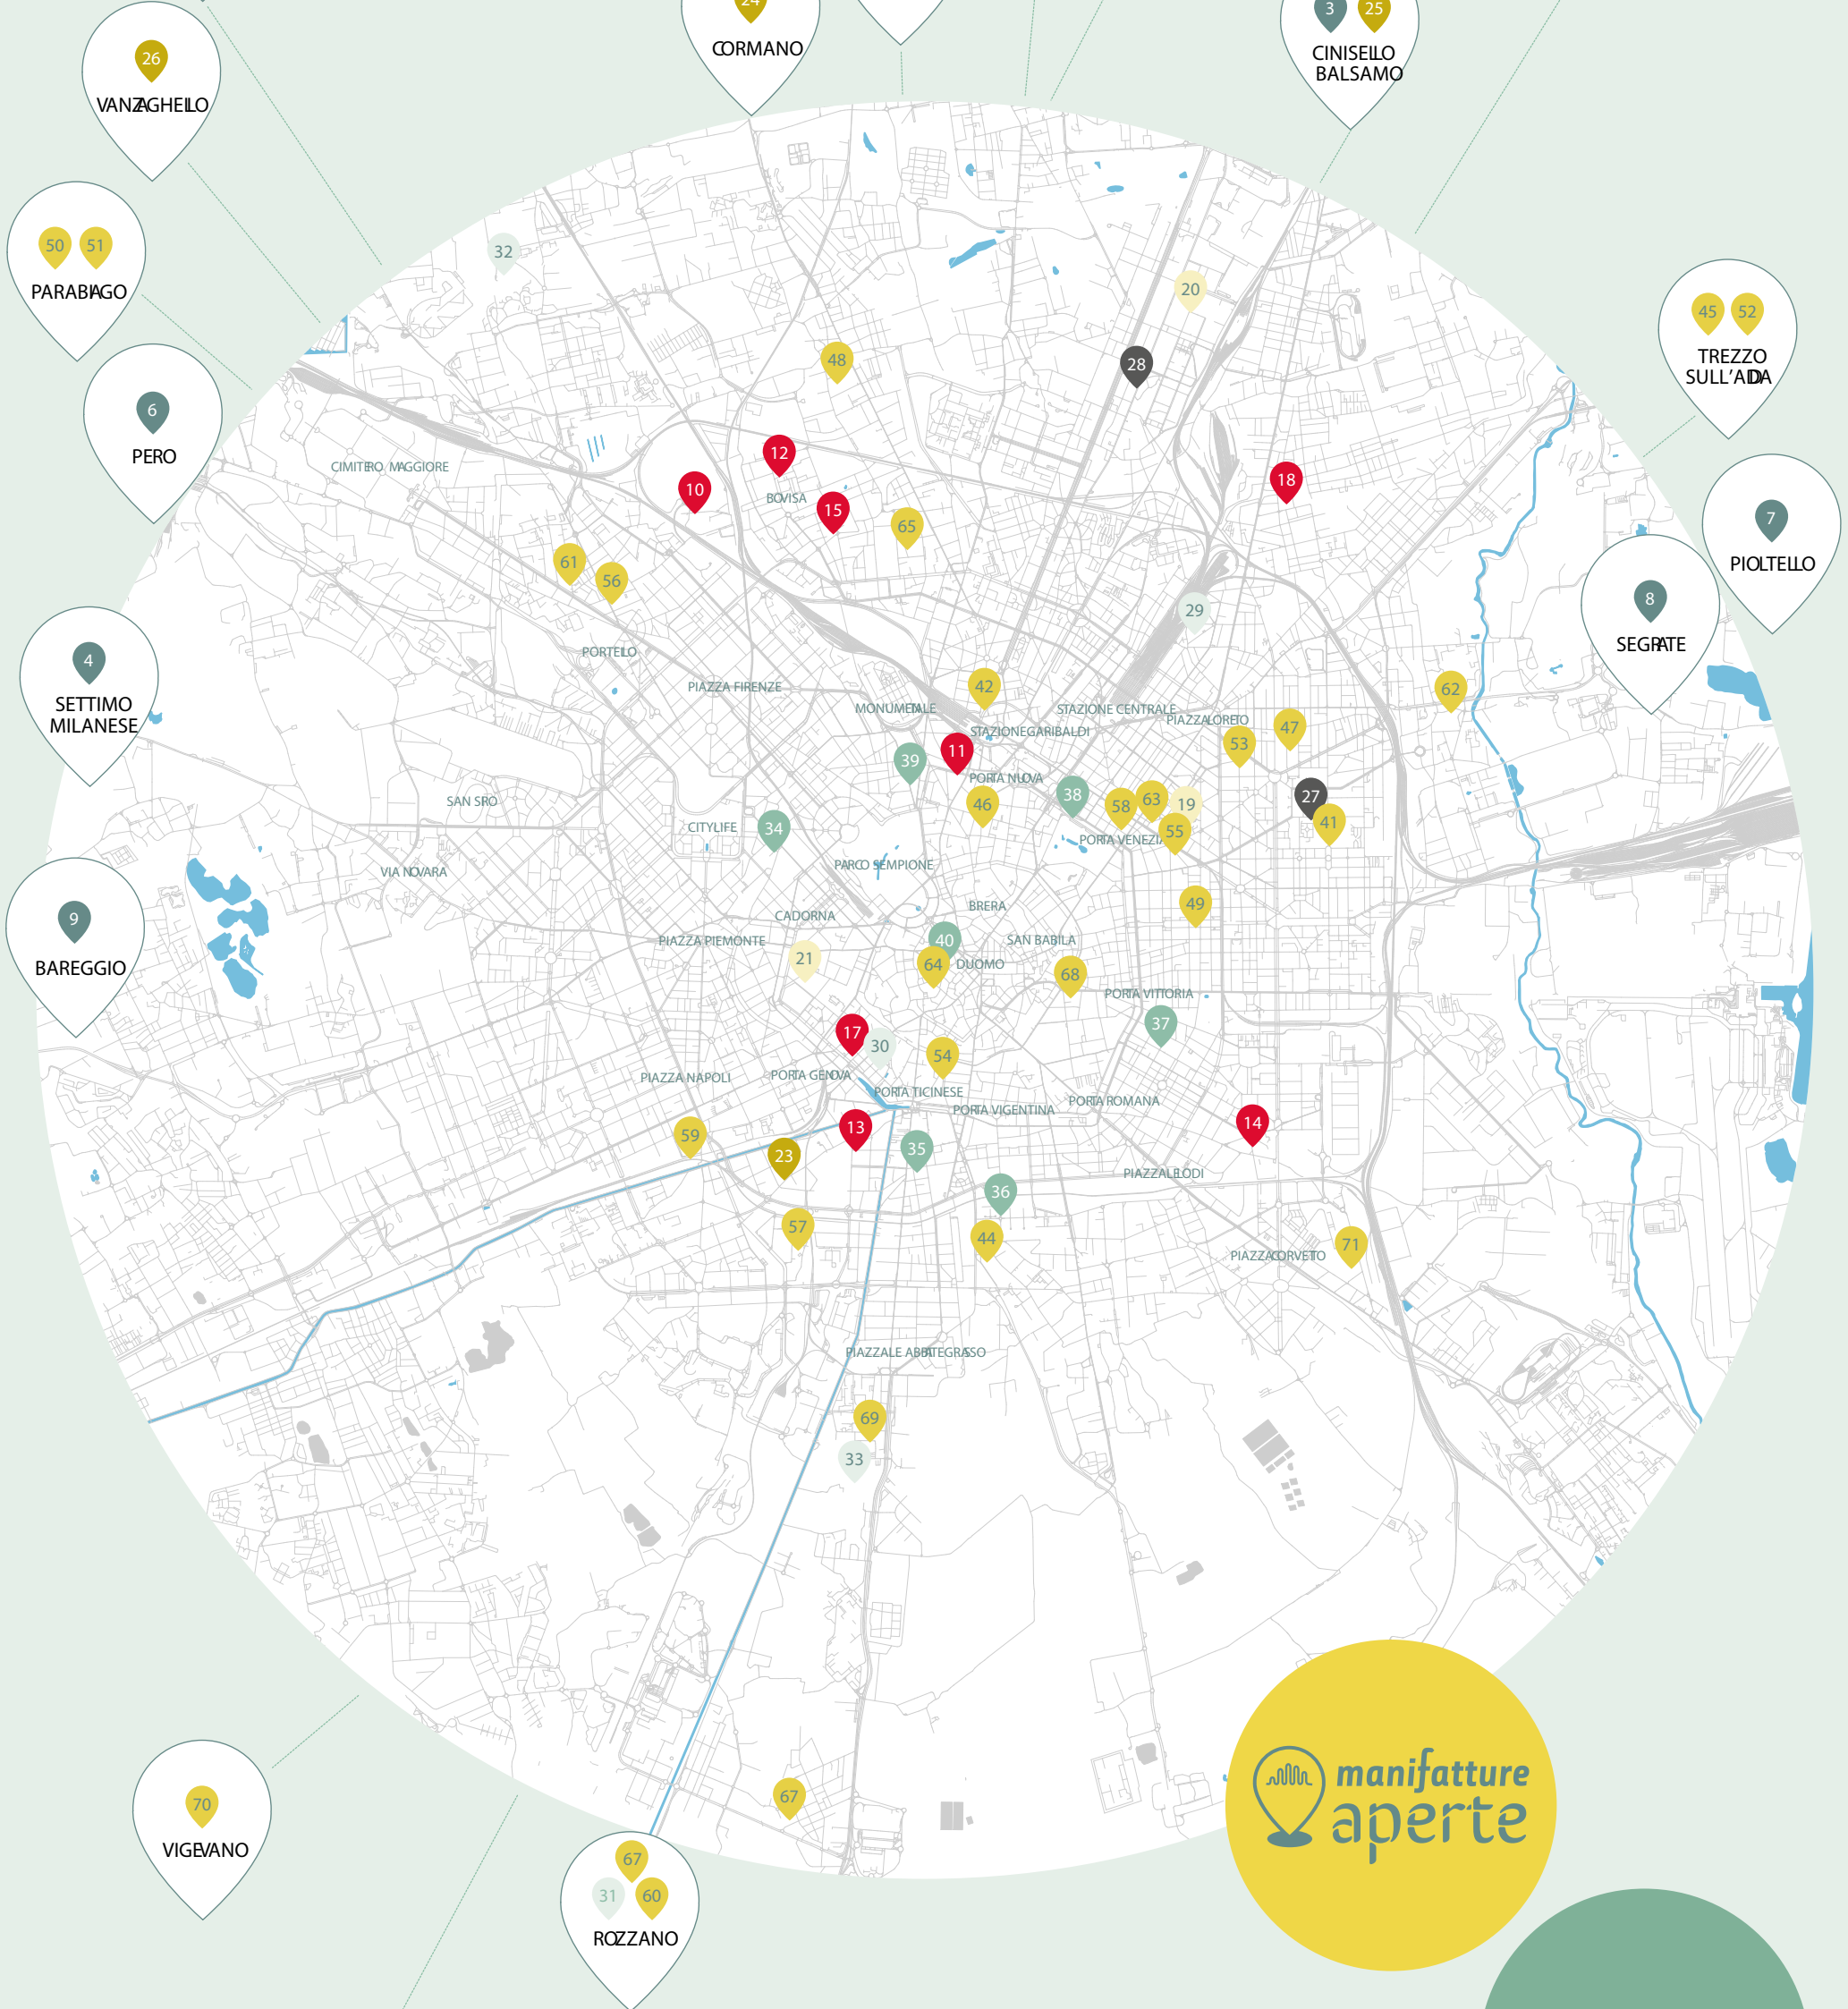 24
CORMANO
3 25
CINISELLO
BALSAMO
26
VANZAGHELLO
50 51
PARABIAGO
32
20
45 52
TREZZO
SULL'ADDA
48
28
6
PERO
CIMITERO MAGGIORE
12
10
BOVISA
15
18
65
7
PIOLTELLO
61
56
29
8
SEGRATE
4
SETTIMO
MILANESE
PORTELLO
PIAZZA FIRENZE
42
62
MONUMENTALE
STAZIONE CENTRALE
PIAZZA LORETO
STAZIONE GARIBALDI
47
53
11
39
PORTA NUOVA
38
46
58
63
19
27
41
55
SAN SIRO
CITYLIFE
34
PORTA VENEZIA
PARCO SEMPIONE
VIA NOVARA
BRERA
49
9
BAREGGIO
CADORNA
PIAZZA PIEMONTE
40
SAN BABILA
21
64
DUOMO
68
PORTA VITTORIA
37
17
30
54
PIAZZA NAPOLI
PORTA GENOVA
PORTA TICINESE
PORTA ROMANA
PORTA VIGENTINA
13
14
59
23
35
PIAZZALE LODI
36
57
44
71
PIAZZA CORVETTO
PIAZZALE ABBIATEGRASSO
69
33
manifatture
aperte
67
70
VIGEVANO
67
31 60
ROZZANO